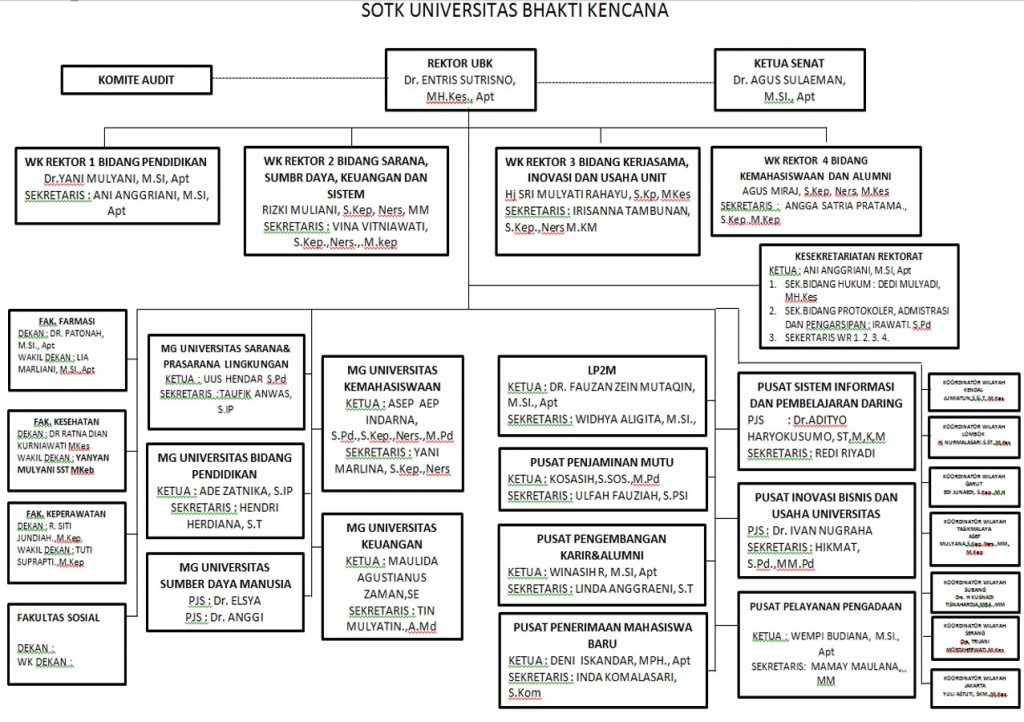 SOTK UNIVERSITAS BHAKTI KENCANA
KOMITE AUDIT
REKTOR UBK
Dr. ENTRIS SUTRISNO,
MH.Kes., Apt
KETUA SENAT
Dr. AGUS SULAEMAN,
M.SI., Apt
WK REKTOR 1 BIDANG PENDIDIKAN
Dr.YANI MULYANI, M.SI, Apt
SEKRETARIS : ANI ANGGRIANI, M.SI,
Apt
WK REKTOR 2 BIDANG SARANA,
SUMBR DAYA, KEUANGAN DAN
SISTEM
RIZKI MULIANI, S.Kep, Ners, MM
SEKRETARIS : VINA VITNIAWATI,
S.Kep.,Ners.,.M.kep
WK REKTOR 3 BIDANG KERJASAMA,
INOVASI DAN USAHA UNIT
Hj SRI MULYATI RAHAYU, S.Kp, MKes
SEKRETARIS : IRISANNA TAMBUNAN,
S.Kep.,Ners M.KM
WK REKTOR 4 BIDANG
KEMAHASISWAAN DAN ALUMNI
AGUS MIRAJ, S.Kep, Ners, M.Kes
SEKRETARIS : ANGGA SATRIA PRATAMA.,
S.Kep.,M.Kep
KESEKRETARIATAN REKTORAT
KETUA : ANI ANGGRIANI, M.SI, Apt
1. SEK.BIDANG HUKUM : DEDI MULYADI,
MH.Kes
2. SEK.BIDANG PROTOKOLER, ADMISTRASI
DAN PENGARSIPAN : IRAWATI. S.Pd
3. SEKERTARIS WR 1. 2. 3. 4.
FAK. FARMASI
DEKAN : DR. PATONAH,
M.SI., Apt
WAKIL DEKAN : LIA
MARLIANI, M.SI.,Apt
FAK. KESEHATAN
DEKAN : DR RATNA DIAN
KURNIAWATI MKes
WAKIL DEKAN : YANYAN
MULYANI SST MKeb
FAK. KEPERAWATAN
DEKAN : R. SITI
JUNDIAH.,M.Kep.
WAKIL DEKAN : TUTI
SUPRAPTI. ,M.Kep
FAKULTAS SOSIAL
DEKAN :
WK DEKAN :
MG UNIVERSITAS SARANA&
PRASARANA LINGKUNGAN
KETUA : UUS HENDAR S.Pd
SEKRETARIS :TAUFIK ANWAS,
S.IP
MG UNIVERSITAS BIDANG
PENDIDIKAN
KETUA : ADE ZATNIKA, S.IP
SEKRETARIS : HENDRI
HERDIANA, S.T
MG UNIVERSITAS
SUMBER DAYA MANUSIA
PJS : Dr. ELSYA
PJS : Dr. ANGGI
MG UNIVERSITAS
KEMAHASISWAAN
KETUA : ASEP AEP
INDARNA,
S.Pd.,S.Kep.,Ners.,M.Pd
SEKRETARIS : YANI
MARLINA, S.Kep.,Ners
MG UNIVERSITAS
KEUANGAN
KETUA : MAULIDA
AGUSTIANUS
ZAMAN,SE
SEKRETARIS : TIN
MULYATIN.,A.Md
LP2M
KETUA : DR. FAUZAN ZEIN MUTAQIN,
M.SI., Apt
SEKRETARIS : WIDHYA ALIGITA, M.SI.,
PUSAT PENJAMINAN MUTU
KETUA : KOSASIH,S.SOS.,M.Pd
SEKRETARIS : ULFAH FAUZIAH, S.PSI
PUSAT PENGEMBANGAN
KARIR&ALUMNI
KETUA : WINASIH R, M.SI, Apt
SEKRETARIS : LINDA ANGGRAENI, S.T
PUSAT PENERIMAAN MAHASISWA
BARU
KETUA : DENI ISKANDAR, MPH., Apt
SEKRETARIS : INDA KOMALASARI,
S.Kom
PUSAT SISTEM INFORMASI
DAN PEMBELAJARAN DARING
PJS : Dr.ADITYO
HARYOKUSUMO, ST,M,K,M
SEKRETARIS : REDI RIYADI
PUSAT INOVASI BISNIS DAN
USAHA UNIVERSITAS
PJS : Dr. IVAN NUGRAHA
SEKRETARIS : HIKMAT,
S.Pd.,MM.Pd
PUSAT PELAYANAN PENGADAAN
KETUA : WEMPI BUDIANA, M.SI.,
Apt
SEKRETARIS: MAMAY MAULANA,.
MM
KOORDINATOR WILAYAH
KENDAL
JUMIATUN,S.Si.T.,M.Kes
KOORDINATOR WILAYAH
LOMBOK
Hj NURMALASARI.S.ST.,M.Kes
KOORDINATOR WILAYAH
GARUT
EDI JUNAEDI, S.Kep.,M.H
KOORDINATOR WILAYAH
TASIKMALAYA
ASEP
MULYANA,S.Kep.,Ners.,MM,
M.Kep
KOORDINATOR WILAYAH
SUBANG
Drs. H KUSNADI
TISNAHARDJA,MBA.,MM
KOORDINATOR WILAYAH
SERANG
Dra. TRIJANI
M.Kes
KOORDINATOR WILAYAH
JAKARTA
YULI ASTUTI, SKM.,M.Kes